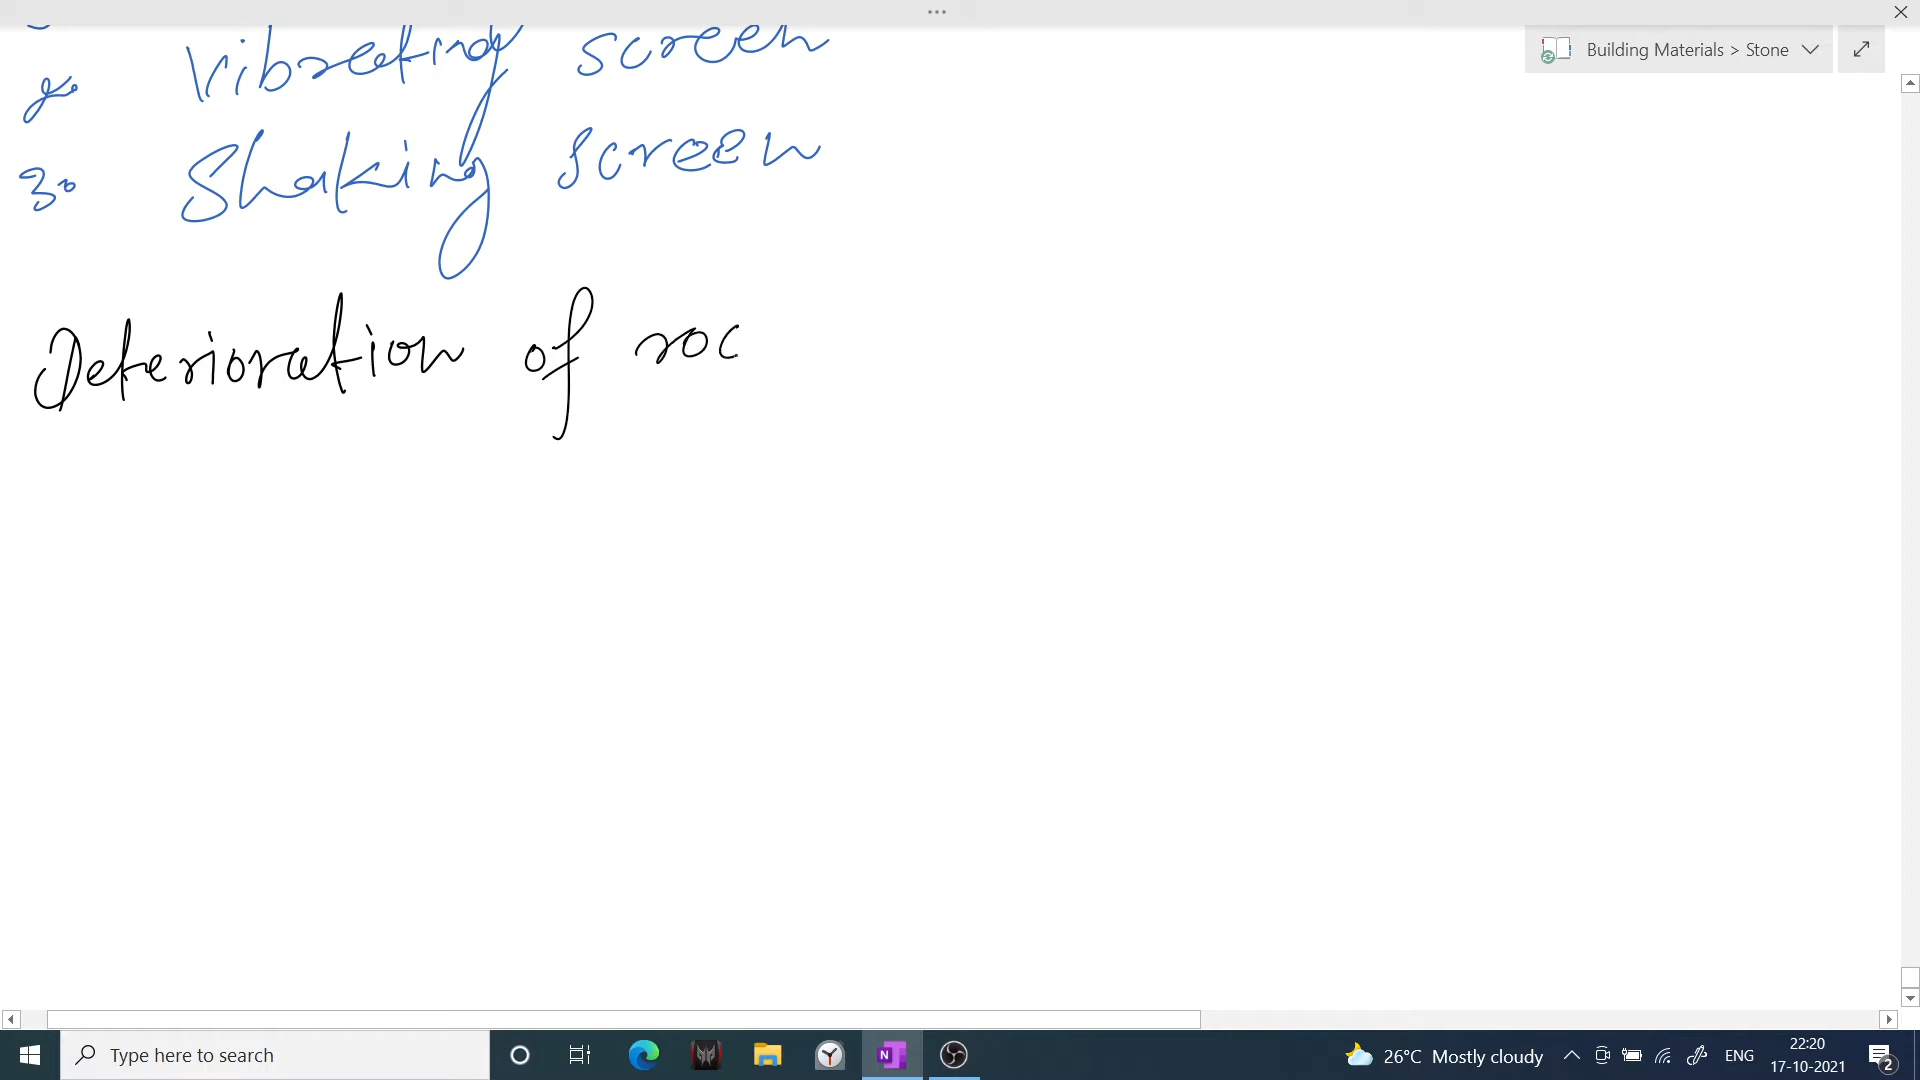 Building Materials > Stone
Vibrating screen
2.
3. Shaking screen
Deterioration of roc
Type here to search
N
26°C Mostly cloudy
ENG
22:20
17-10-2021
2